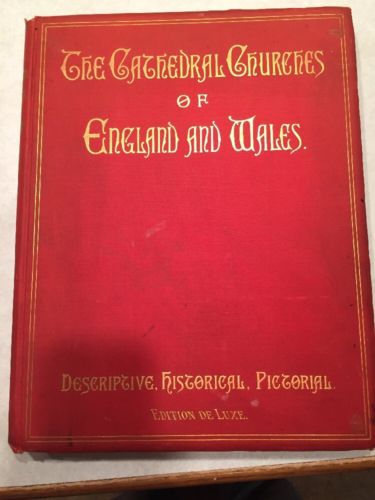 The Cathedral Churches
of
England and Wales.
Descriptive, Historical, Pictorial.
Edition de Luxe.